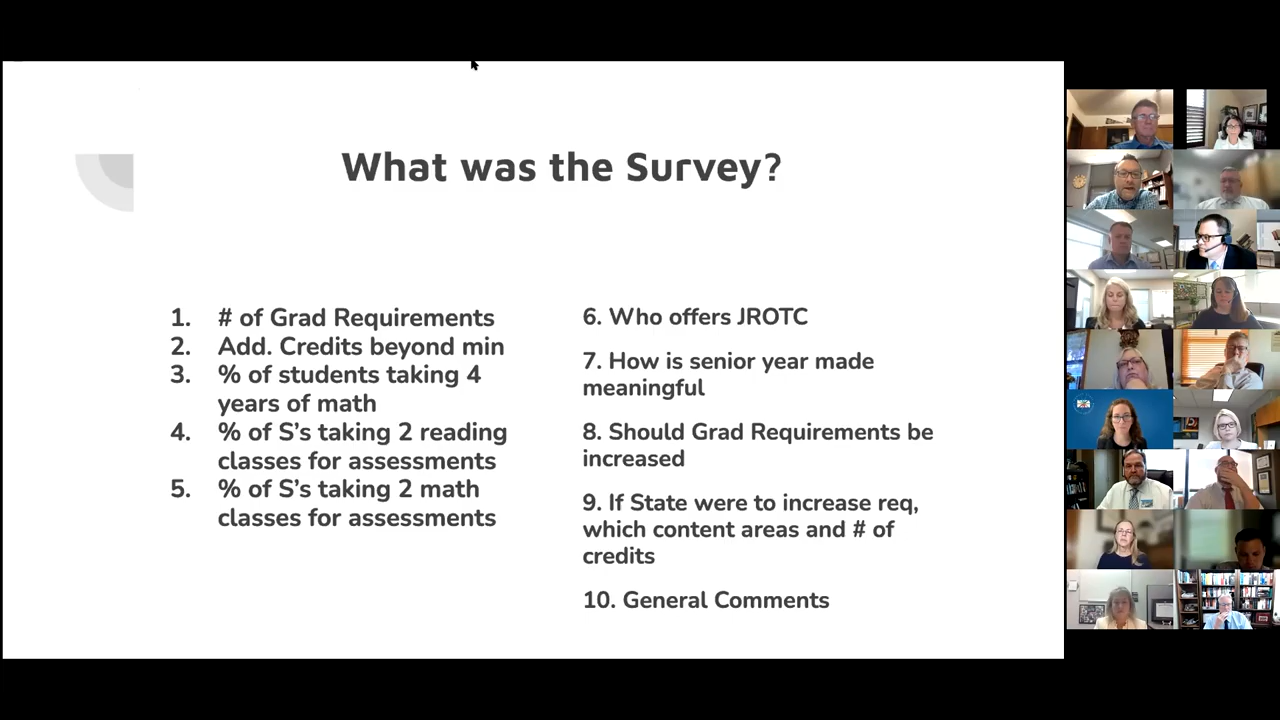 What was the Survey?
1. # of Grad Requirements
2. Add. Credits beyond min
3. % of students taking 4
years of math
4. % of S's taking 2 reading
classes for assessments
5. % of S's taking 2 math
classes for assessments
6. Who offers JROTC
7. How is senior year made
meaningful
8. Should Grad Requirements be
increased
9. If State were to increase req,
which content areas and # of
credits
10. General Comments